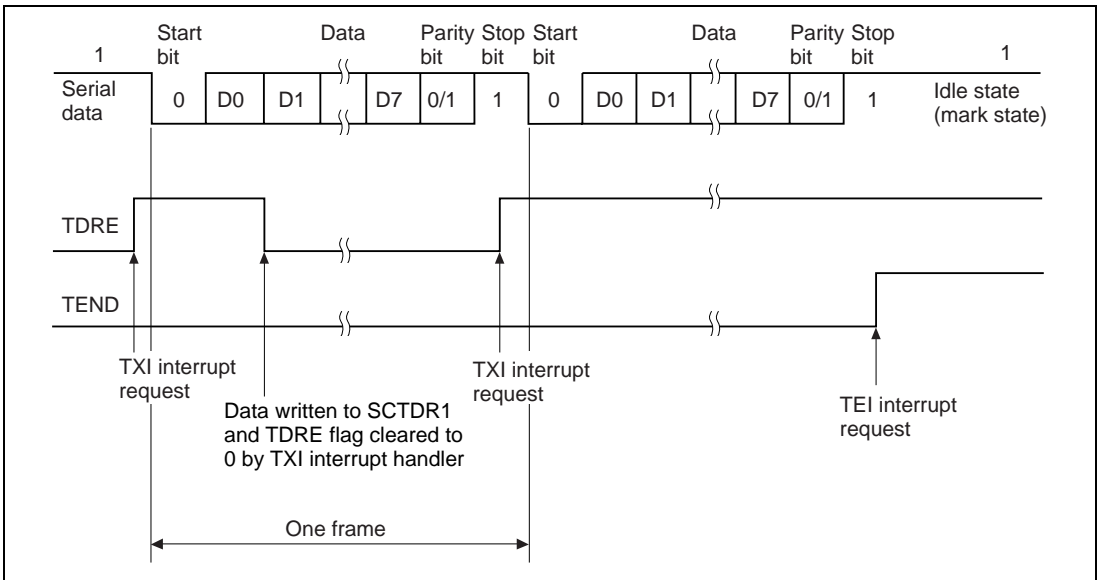 1
Start bit
Data
Parity bit
Stop bit
Start bit
Data
Parity bit
Stop bit
1
Serial data
0
D0
D1
D7
0/1
1
0
D0
D1
D7
0/1
1
Idle state
(mark state)
TDRE
TEND
TXI interrupt
request
Data written to SCTDR1
and TDRE flag cleared to
0 by TXI interrupt handler
TXI interrupt
request
TEI interrupt
request
One frame